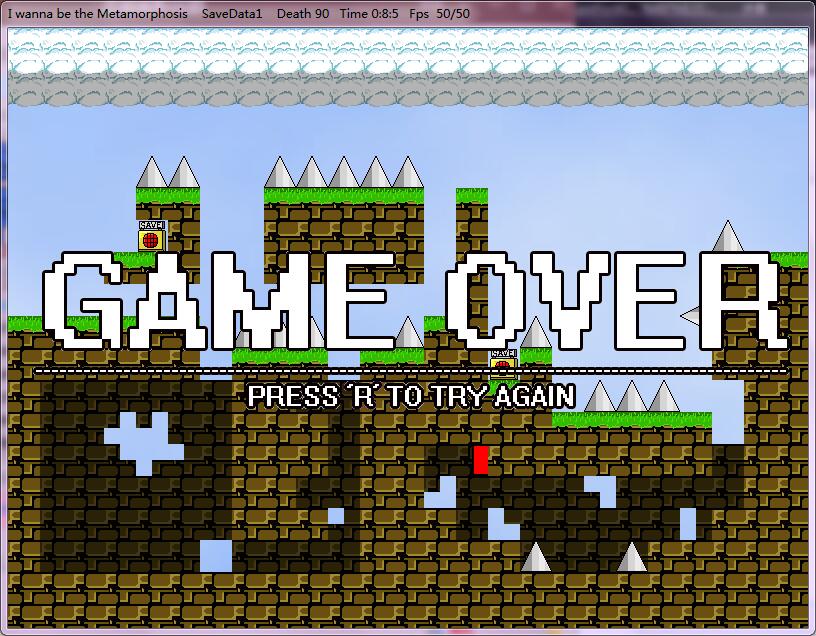 I wanna be the Metamorphosis SaveData1 Death 90 Time 0:8:5 Fps 50/50
SAVE!!
GAME OVER
SAVE!!
PRESS 'R' TO TRY AGAIN